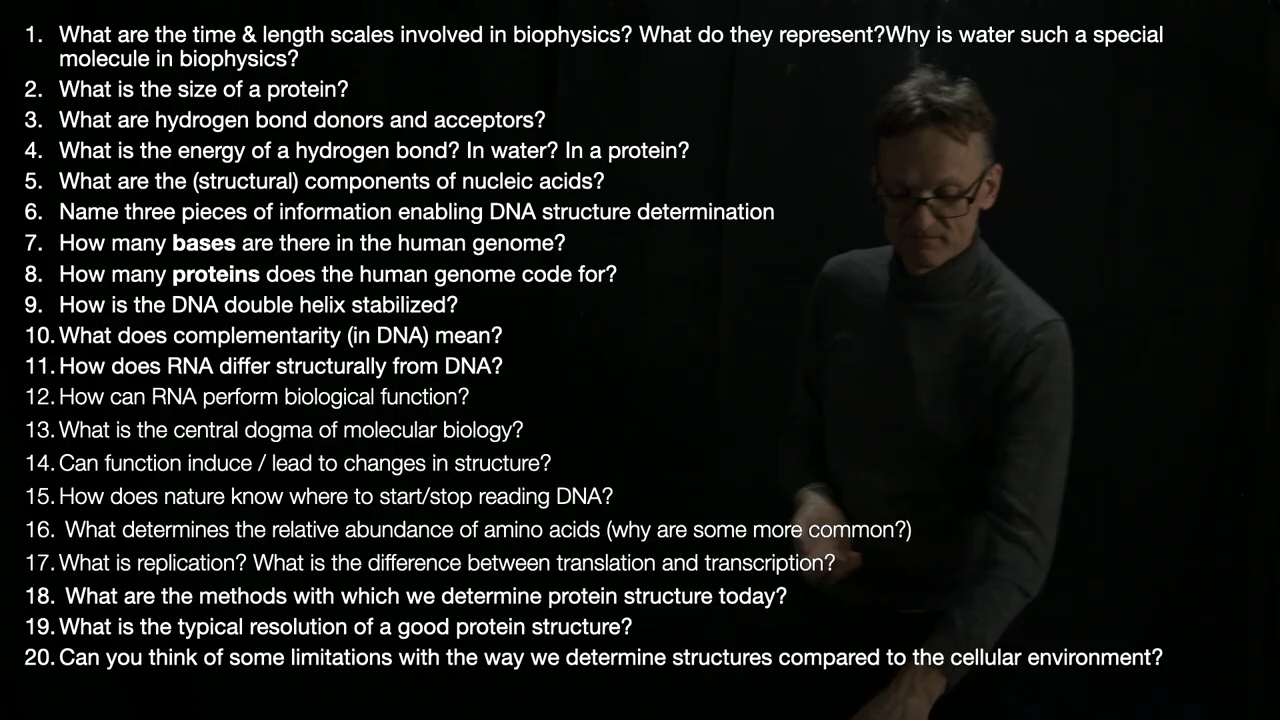 1. What are the time & length scales involved in biophysics? What do they represent?Why is water such a special
molecule in biophysics?
2. What is the size of a protein?
3. What are hydrogen bond donors and acceptors?
4. What is the energy of a hydrogen bond? In water? In a protein?
5. What are the (structural) components of nucleic acids?
6. Name three pieces of information enabling DNA structure determination
7. How many bases are there in the human genome?
8. How many proteins does the human genome code for?
9. How is the DNA double helix stabilized?
10. What does complementarity (in DNA) mean?
11. How does RNA differ structurally from DNA?
12. How can RNA perform biological function?
13. What is the central dogma of molecular biology?
14. Can function induce / lead to changes in structure?
15. How does nature know where to start/stop reading DNA?
16. What determines the relative abundance of amino acids (why are some more common?)
17. What is replication? What is the difference between translation and transcription?
18. What are the methods with which we determine protein structure today?
19. What is the typical resolution of a good protein structure?
20. Can you think of some limitations with the way we determine structures compared to the cellular environment?